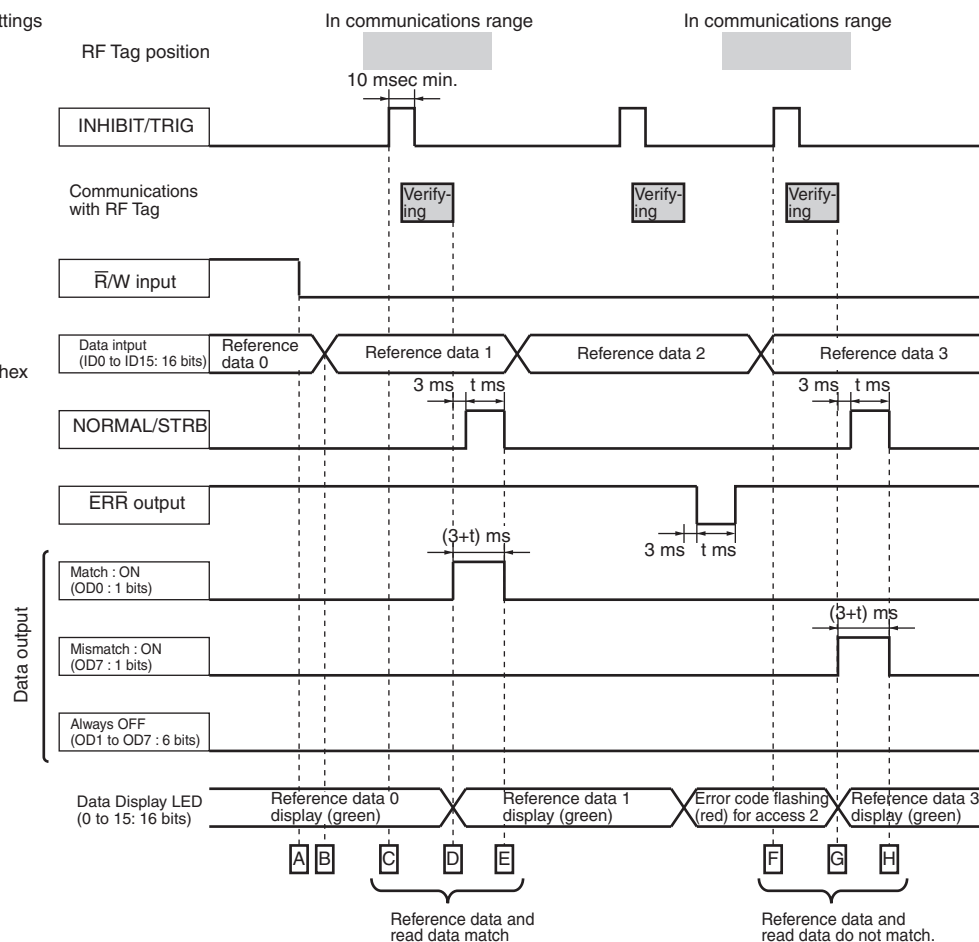 ttings
In communications range
In communications range
RF Tag position
10 msec min.
INHIBIT/TRIG
Communications
with RF Tag
Verify-
ing
Verify-
ing
Verify-
ing
R̅/W input
Data intput
(ID0 to ID15: 16 bits)
Reference
data 0
Reference data 1
Reference data 2
Reference data 3
hex
3 ms
t ms
3 ms
t ms
NORMAL/STRB
E̅R̅R̅ output
3 ms
t ms
(3+t) ms
Data output
Match : ON
(OD0 : 1 bits)
(3+t) ms
Mismatch : ON
(OD7 : 1 bits)
Always OFF
(OD1 to OD7 : 6 bits)
Data Display LED
(0 to 15: 16 bits)
Reference data 0
display (green)
Reference data 1
display (green)
Error code flashing
(red) for access 2
Reference data 3
display (green)
A
B
C
D
E
F
G
H
Reference data and
read data match
Reference data and
read data do not match.